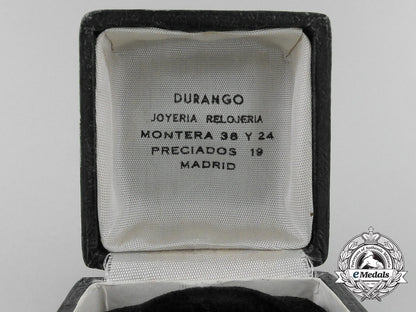 DURANGO
JOYERIA RELOJERIA
MONTERA 38 Y 24
PRECIADOS 19
MADRID
eMedals